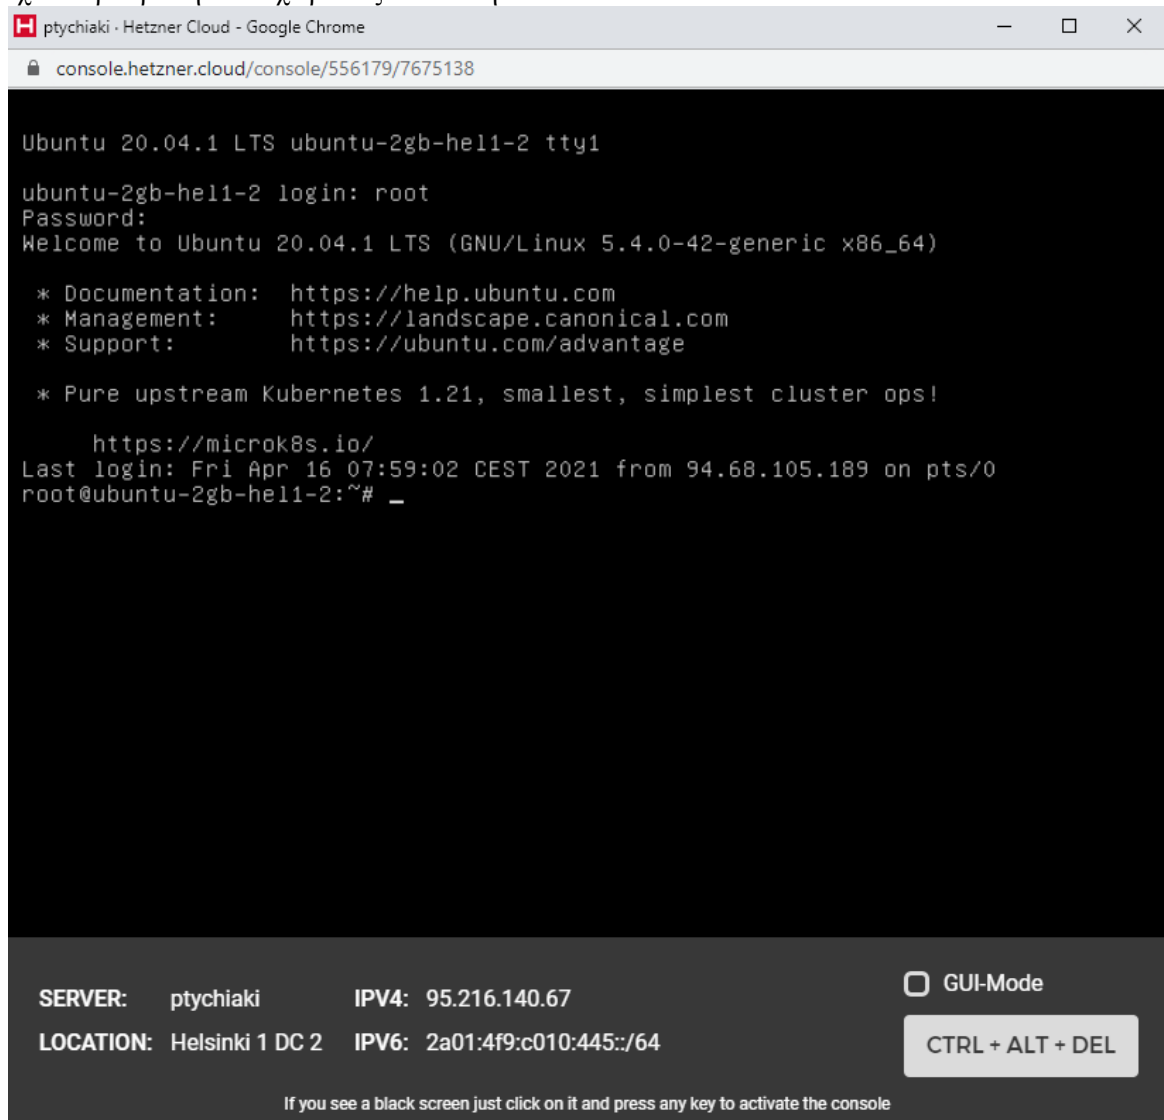 ptychiaki · Hetzner Cloud - Google Chrome
console.hetzner.cloud/console/556179/7675138
Ubuntu 20.04.1 LTS ubuntu-2gb-hel1-2 tty1
ubuntu-2gb-hel1-2 login: root
Password:
Welcome to Ubuntu 20.04.1 LTS (GNU/Linux 5.4.0-42-generic x86_64)
* Documentation:  https://help.ubuntu.com
* Management:     https://landscape.canonical.com
* Support:        https://ubuntu.com/advantage
* Pure upstream Kubernetes 1.21, smallest, simplest cluster ops!
https://microk8s.io/
Last login: Fri Apr 16 07:59:02 CEST 2021 from 94.68.105.189 on pts/0
root@ubuntu-2gb-hel1-2:~# _
SERVER: ptychiaki IPV4: 95.216.140.67
LOCATION: Helsinki 1 DC 2 IPV6: 2a01:4f9:c010:445::/64
GUI-Mode
CTRL + ALT + DEL
If you see a black screen just click on it and press any key to activate the console